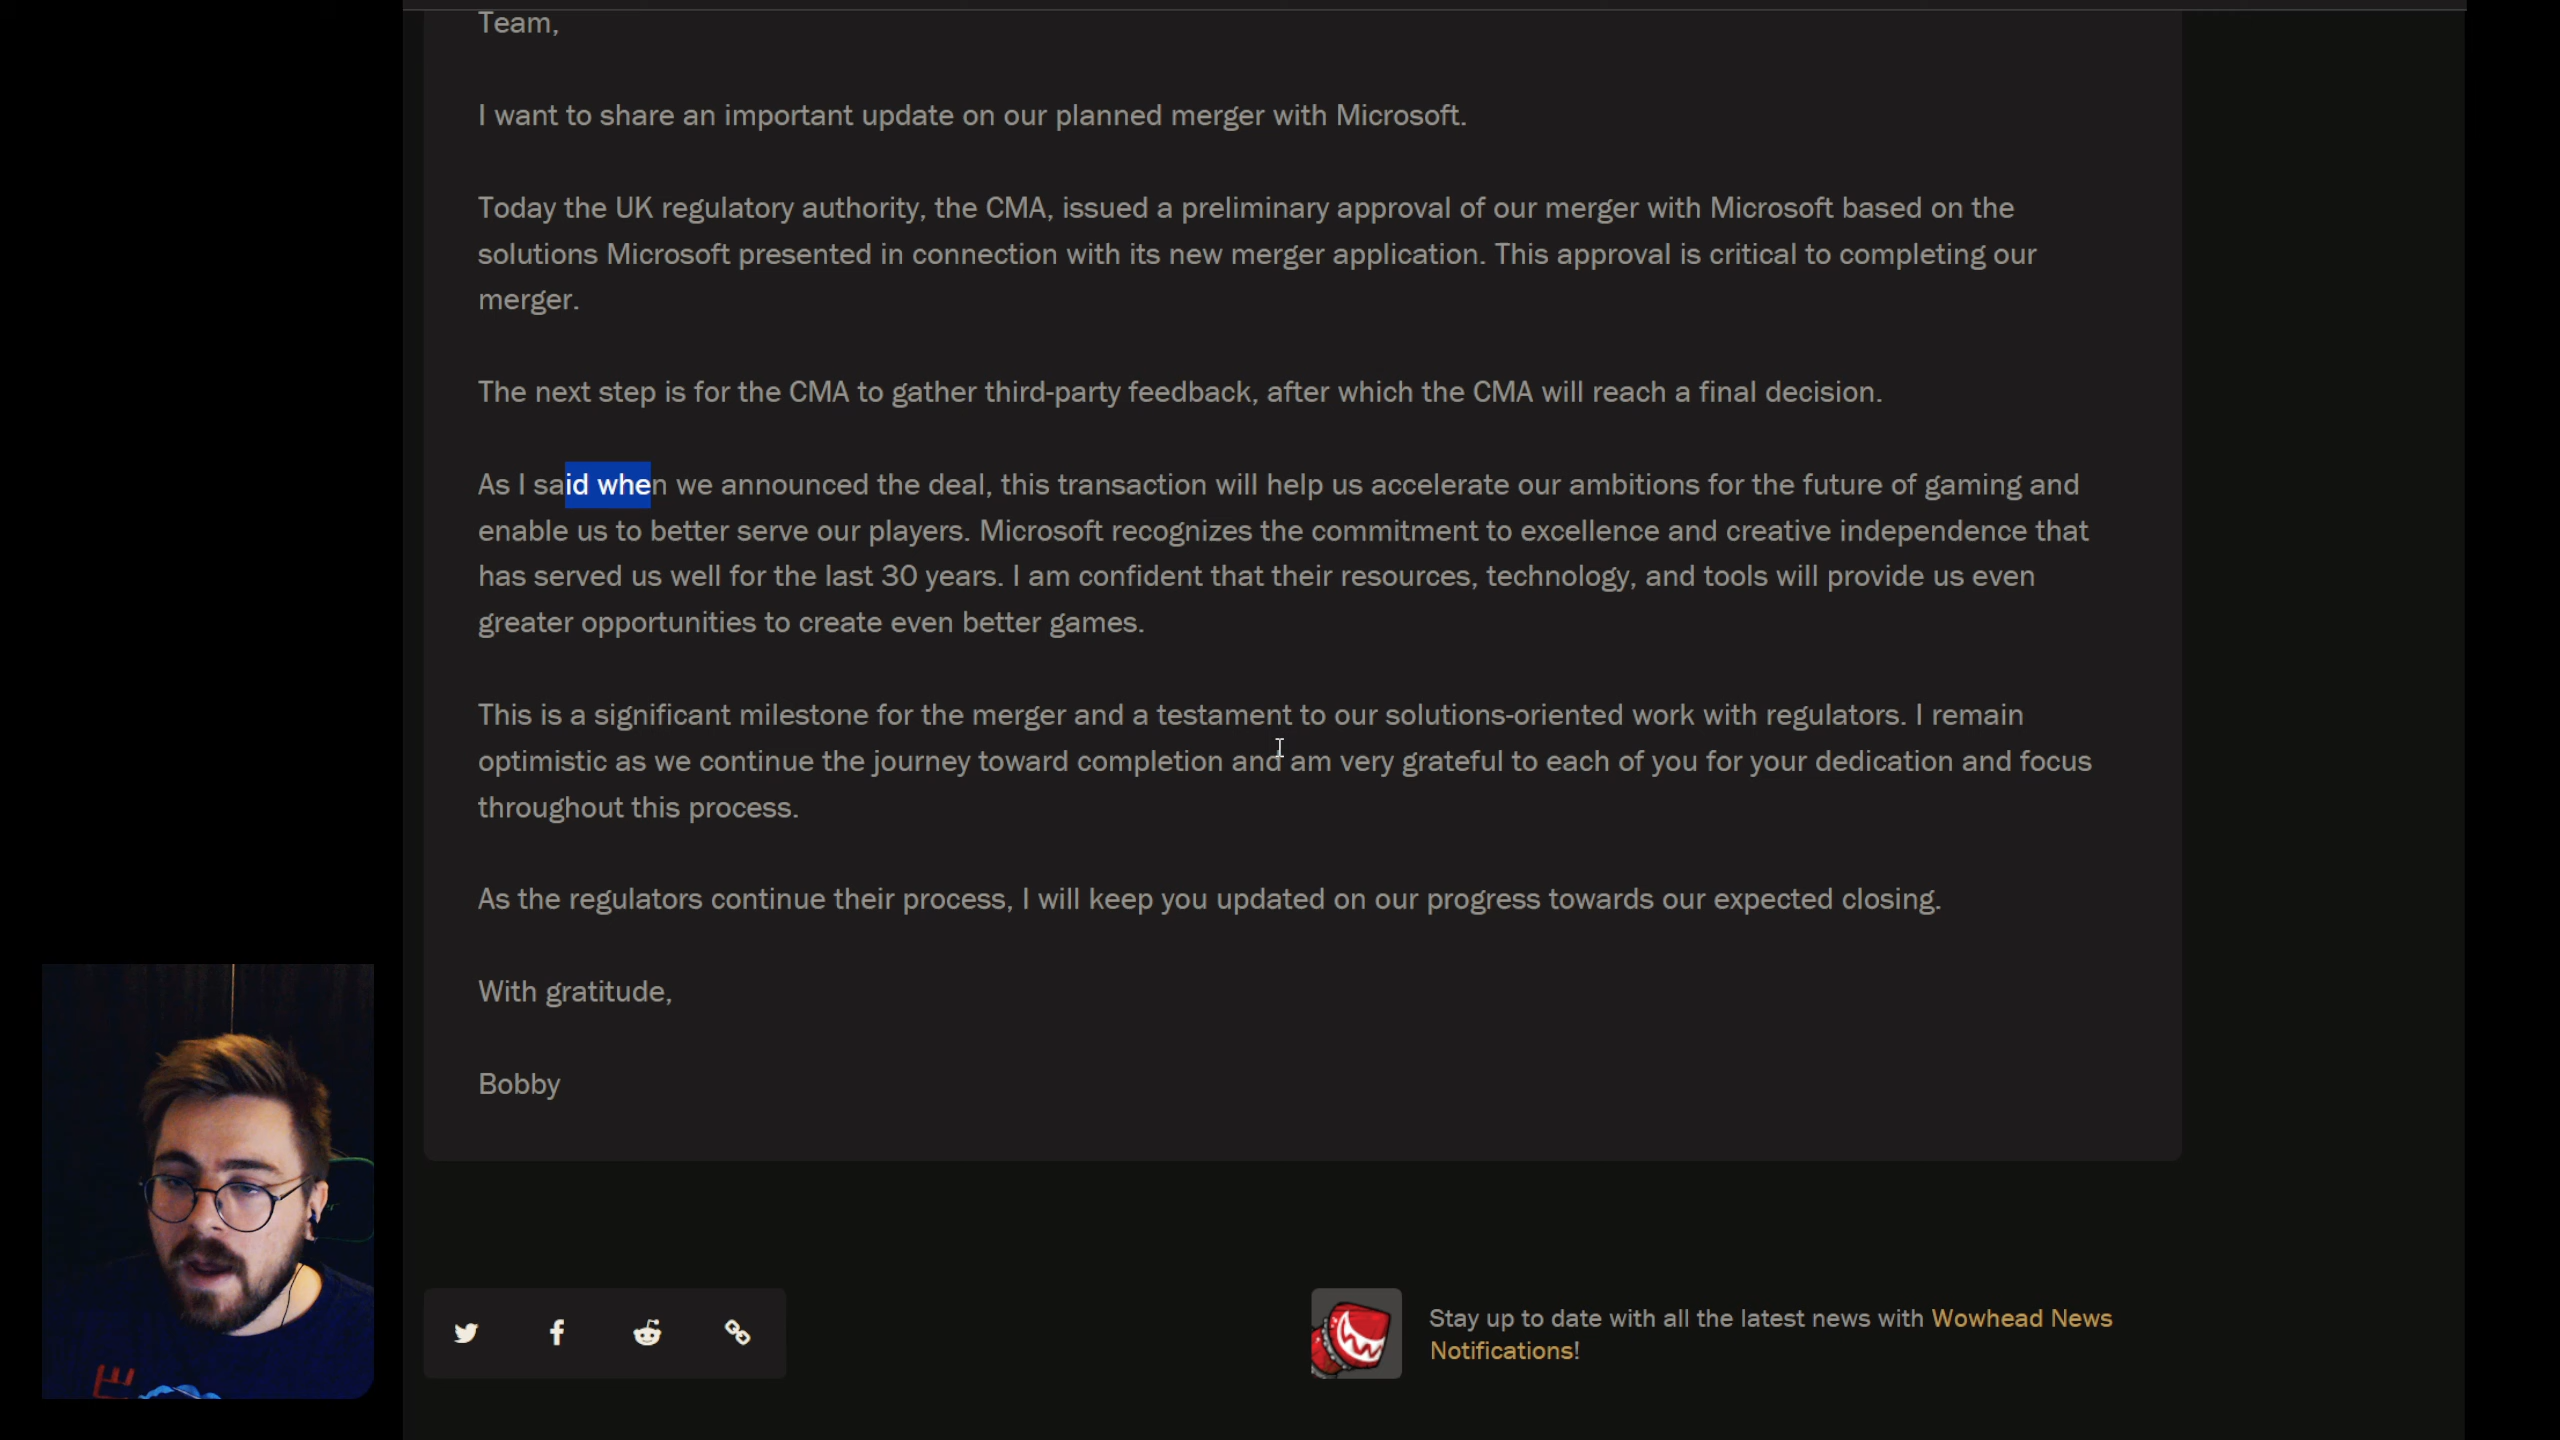 Team,
I want to share an important update on our planned merger with Microsoft.
Today the UK regulatory authority, the CMA, issued a preliminary approval of our merger with Microsoft based on the
solutions Microsoft presented in connection with its new merger application. This approval is critical to completing our
merger.
The next step is for the CMA to gather third-party feedback, after which the CMA will reach a final decision.
As I said when we announced the deal, this transaction will help us accelerate our ambitions for the future of gaming and
enable us to better serve our players. Microsoft recognizes the commitment to excellence and creative independence that
has served us well for the last 30 years. I am confident that their resources, technology, and tools will provide us even
greater opportunities to create even better games.
This is a significant milestone for the merger and a testament to our solutions-oriented work with regulators. I remain
optimistic as we continue the journey toward completion and am very grateful to each of you for your dedication and focus
throughout this process.
As the regulators continue their process, I will keep you updated on our progress towards our expected closing.
With gratitude,
Bobby
Stay up to date with all the latest news with Wowhead News
Notifications!